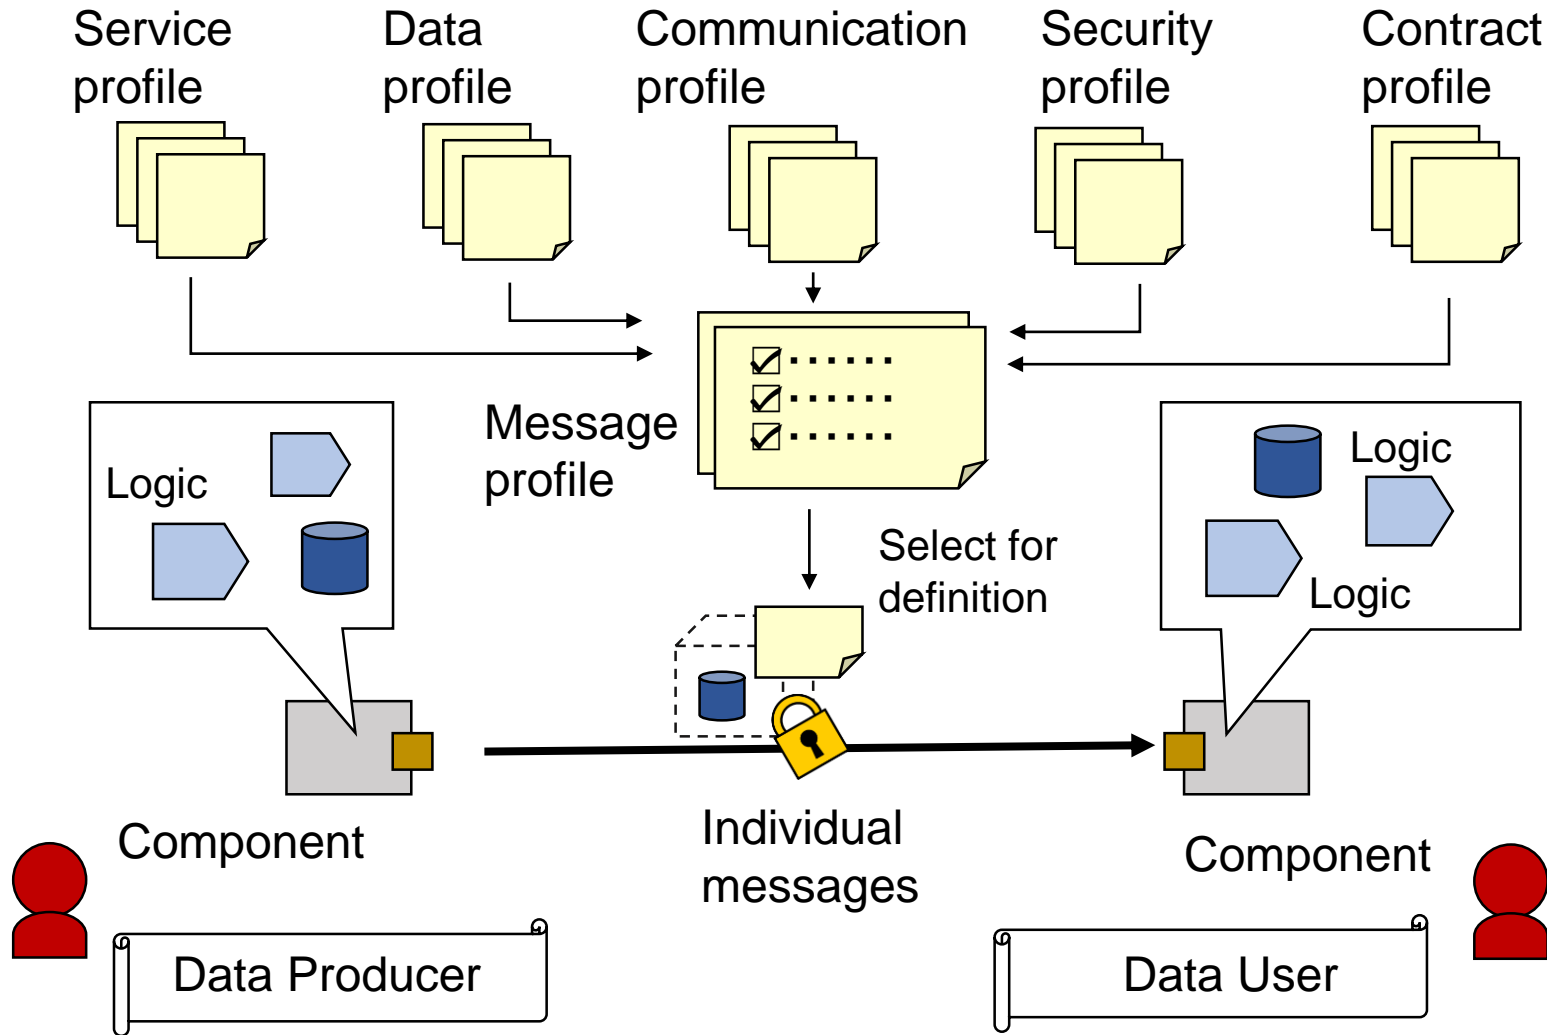 Service
profile
Data
profile
Communication
profile
Security
profile
Contract
profile
Message
profile
Logic
Logic
Logic
Select for
definition
Component
Individual
messages
Component
Data Producer
Data User